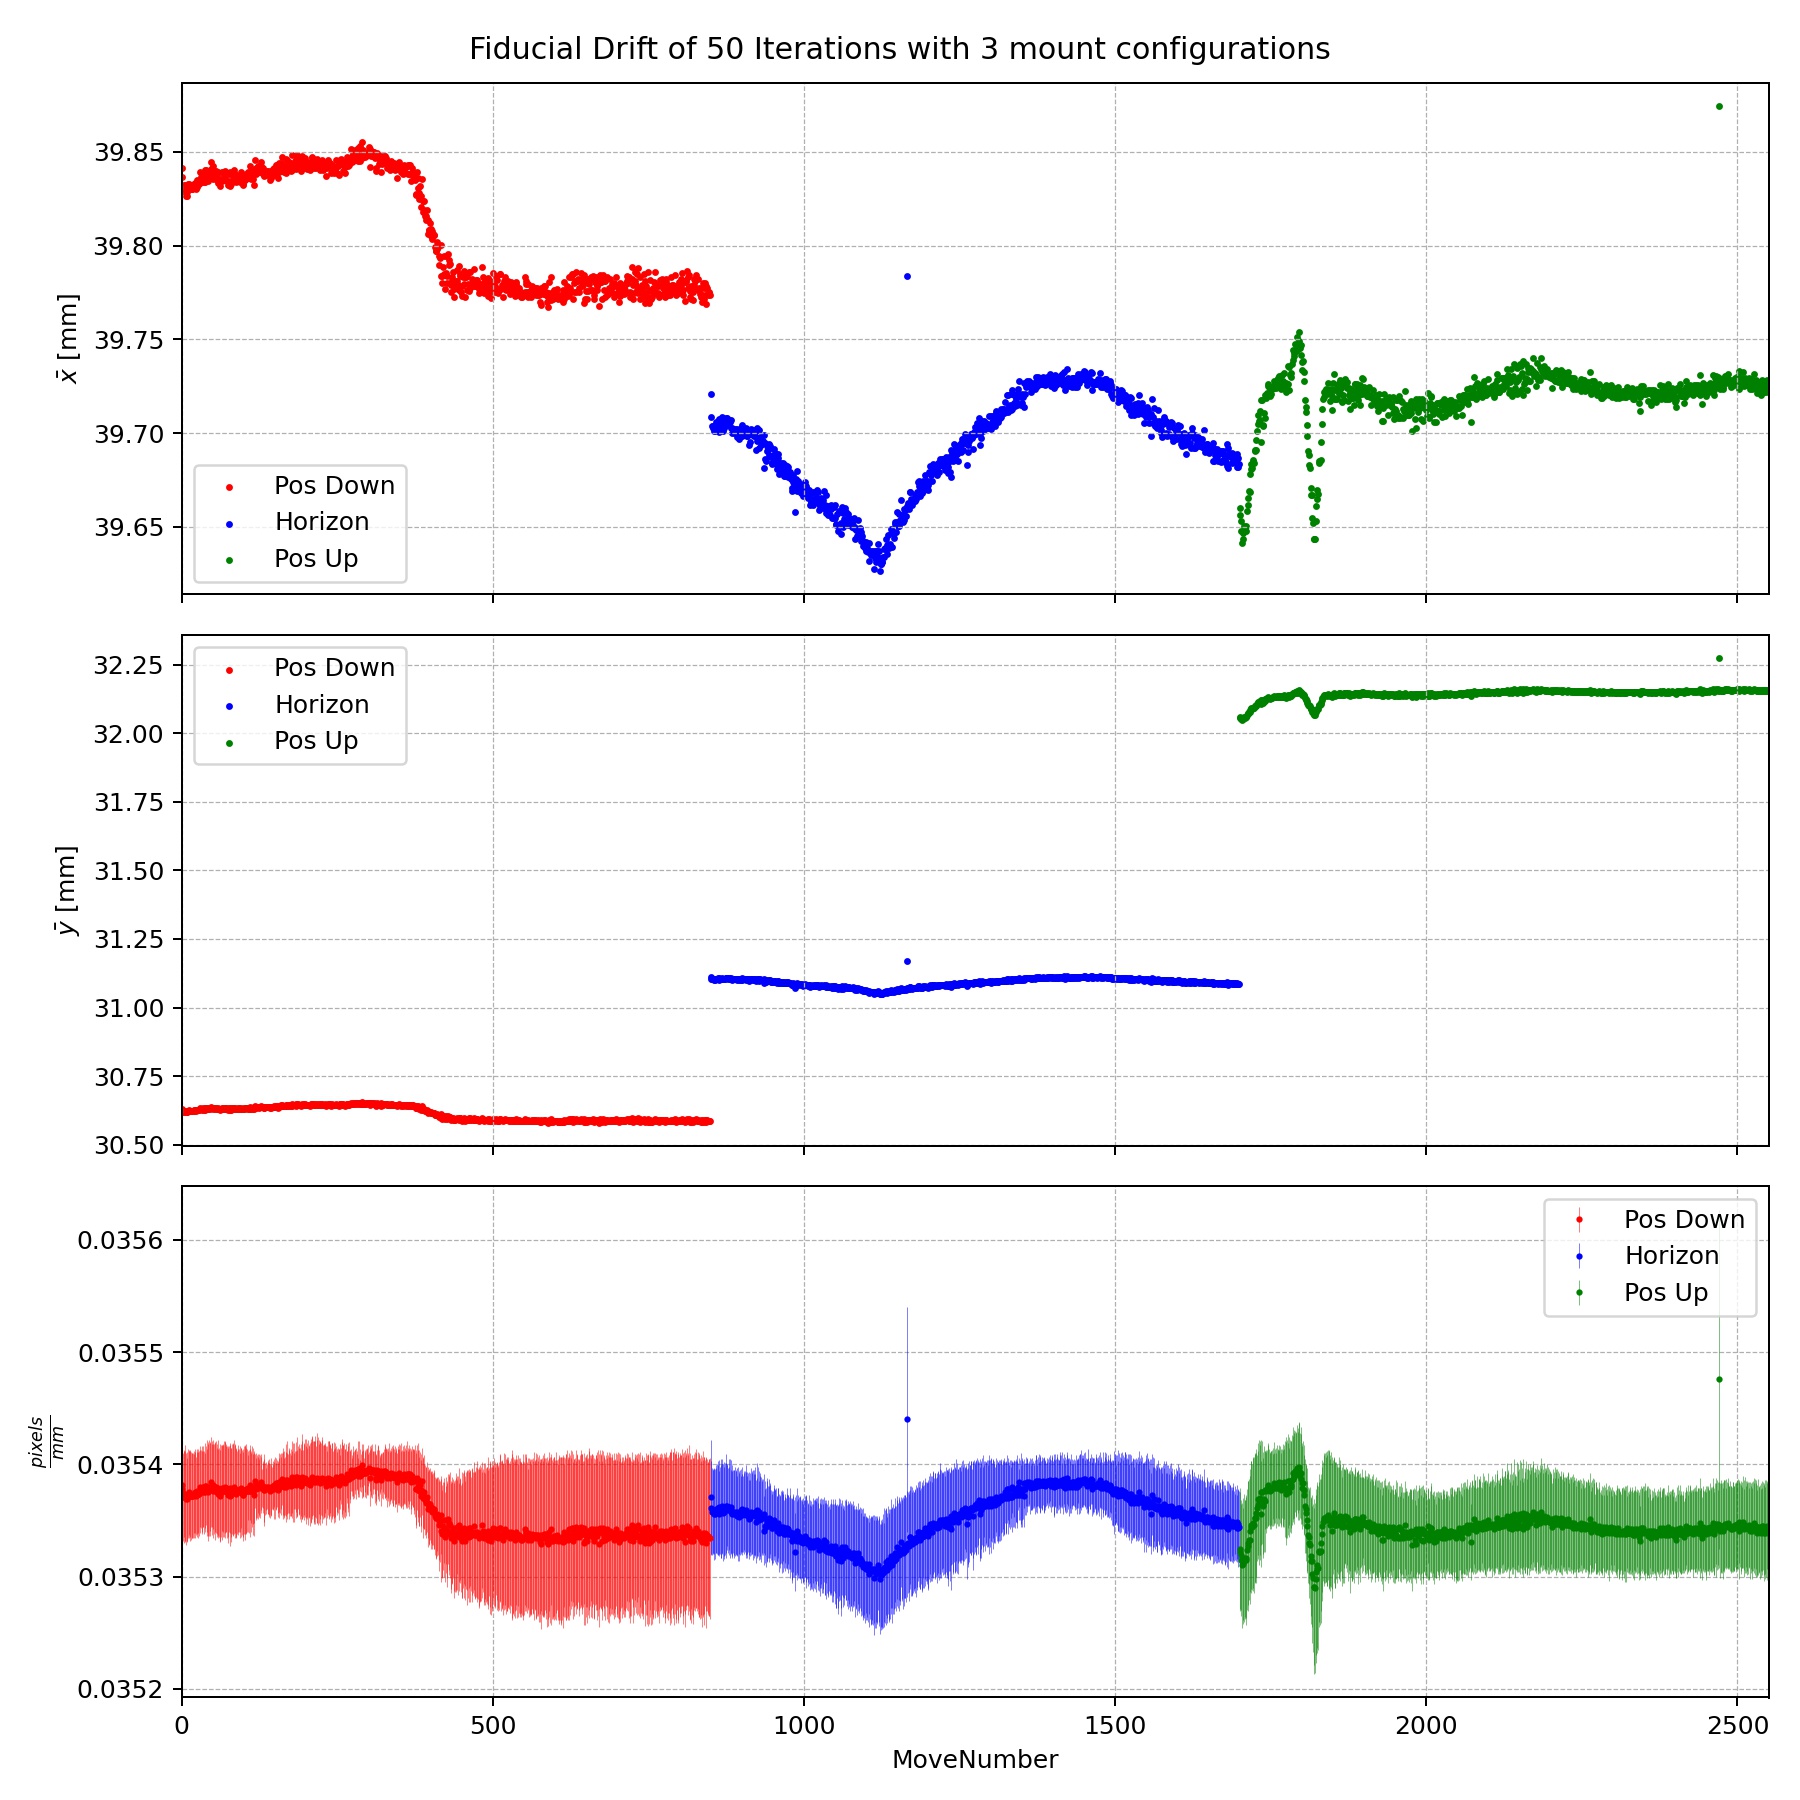 Fiducial Drift of 50 Iterations with 3 mount configurations
39.85
39.80
39.75
39.70
39.65
x̄ [mm]
Pos Down
Horizon
Pos Up
32.25
32.00
31.75
31.50
31.25
31.00
30.75
30.50
ȳ [mm]
Pos Down
Horizon
Pos Up
0.0356
0.0355
0.0354
0.0353
0.0352
pixels
mm
Pos Down
Horizon
Pos Up
0 500 1000 1500 2000 2500
MoveNumber